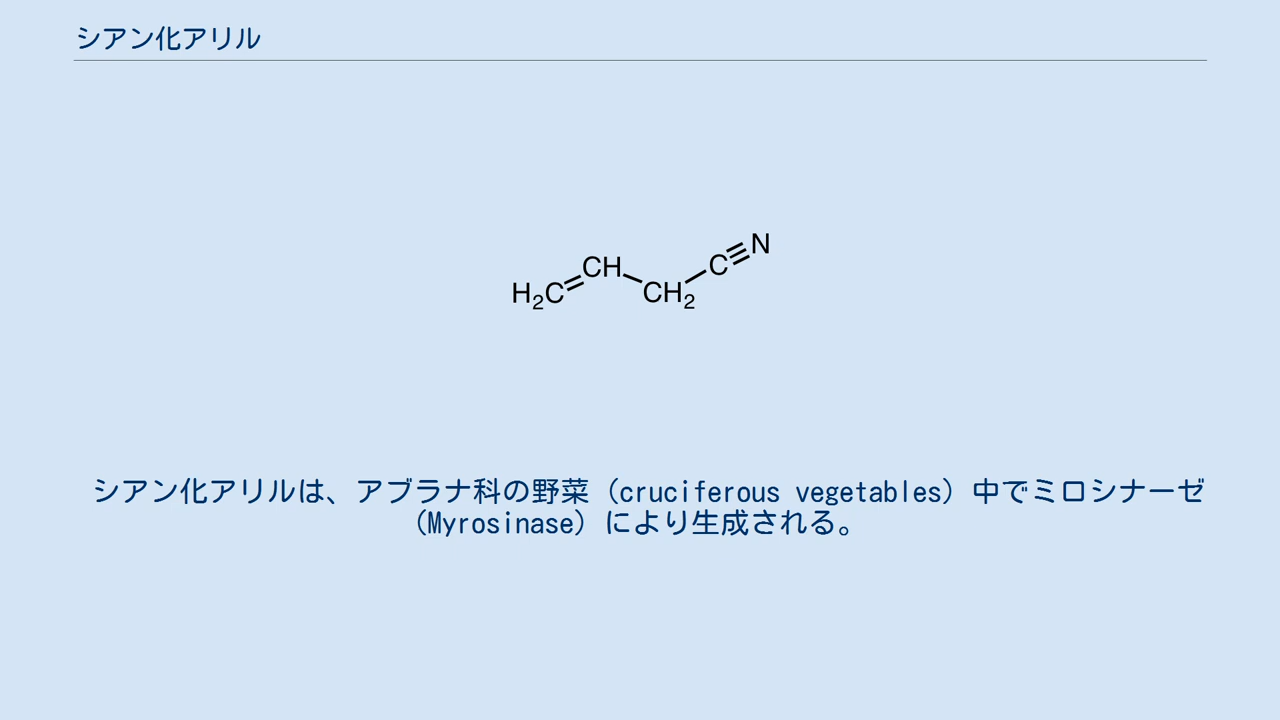 シアン化アリル
H2C CH CH2 C N
シアン化アリルは、アブラナ科の野菜（cruciferous vegetables）中でミロシナーゼ
（Myrosinase）により生成される。